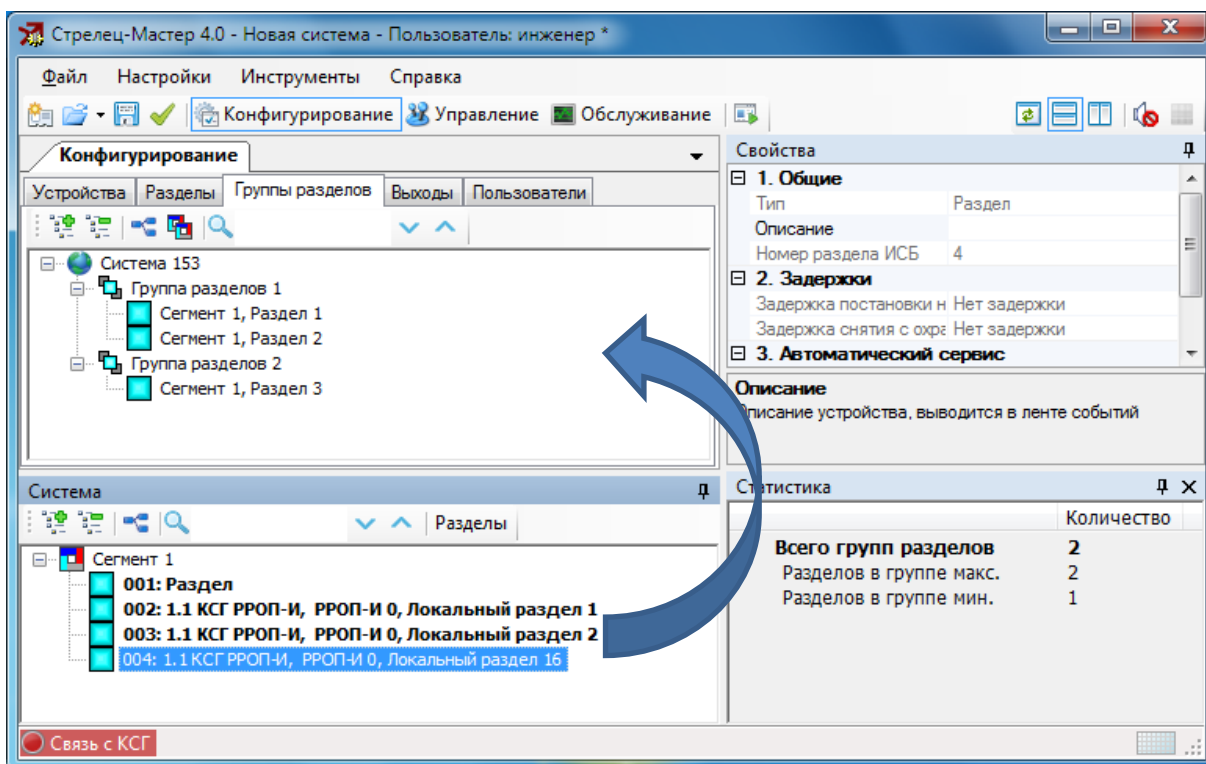 Стрелец-Мастер 4.0 - Новая система - Пользователь: инженер *
Файл Настройки Инструменты Справка
Конфигурирование Управление Обслуживание
Конфигурирование
Устройства Разделы Группы разделов Выходы Пользователи
Система 153
Группа разделов 1
Сегмент 1, Раздел 1
Сегмент 1, Раздел 2
Группа разделов 2
Сегмент 1, Раздел 3
Свойства
1. Общие
Тип Раздел
Описание
Номер раздела ИСБ 4
2. Задержки
Задержка постановки н Нет задержки
Задержка снятия с охра Нет задержки
3. Автоматический сервис
Описание
Описание устройства, выводится в ленте событий
Система
Разделы
Сегмент 1
001: Раздел
002: 1.1 КСГ РРОП-И, РРОП-И 0, Локальный раздел 1
003: 1.1 КСГ РРОП-И, РРОП-И 0, Локальный раздел 2
004: 1.1 КСГ РРОП-И, РРОП-И 0, Локальный раздел 16
Статистика
Количество
Всего групп разделов 2
Разделов в группе макс. 2
Разделов в группе мин. 1
Связь с КСГ